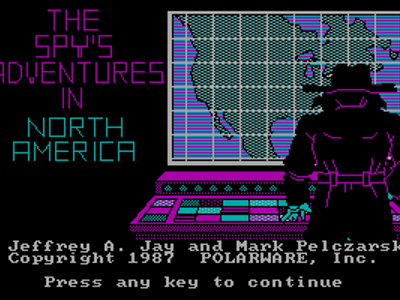 THE
SPY'S
ADVENTURES
IN
NORTH
AMERICA
Jeffrey A. Jay and Mark Pelczarsk
Copyright 1987 POLARWARE, Inc.
Press any key to continue